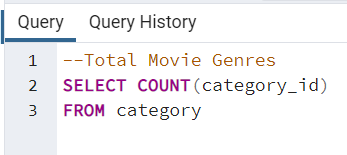 Query Query History
1 --Total Movie Genres
2 SELECT COUNT(category_id)
3 FROM category